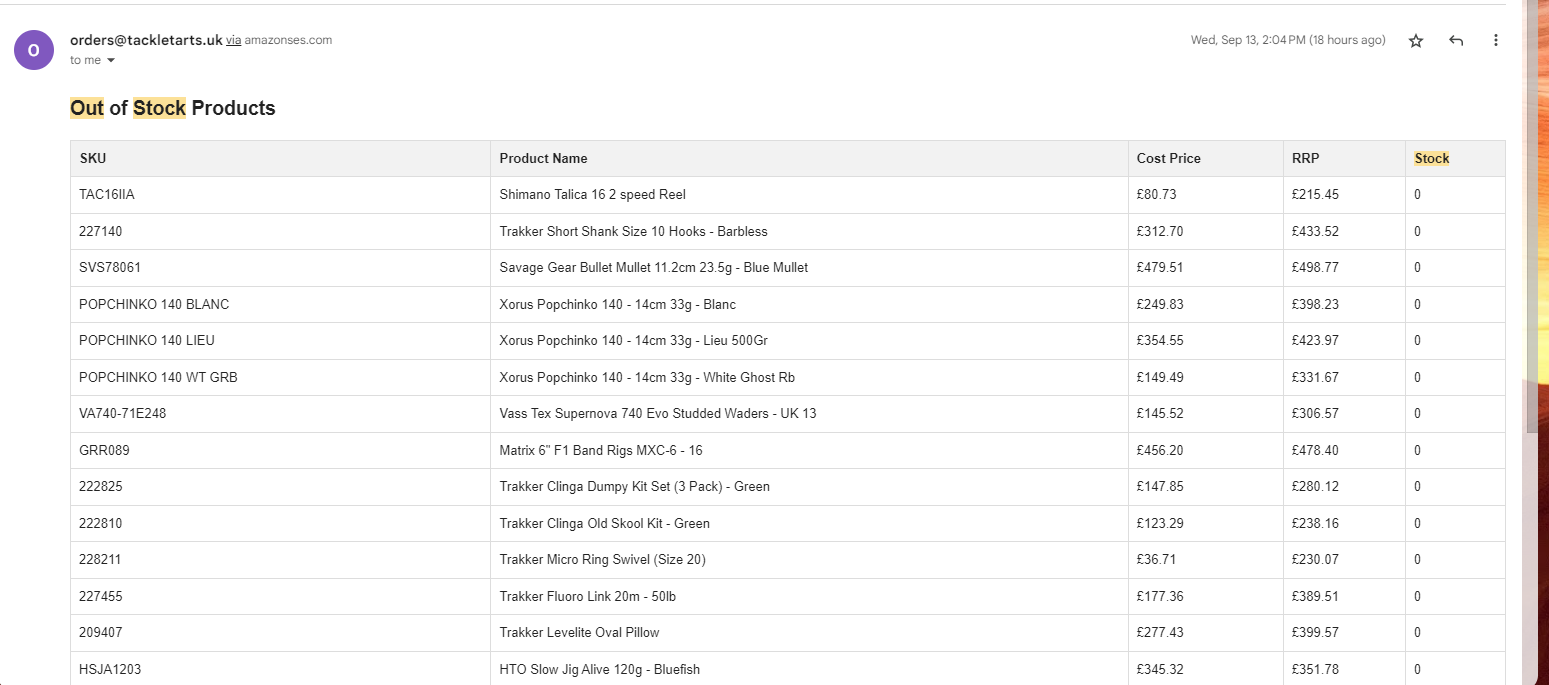 orders@tackletarts.uk via amazonses.com
Wed, Sep 13, 2:04 PM (18 hours ago)
O
to me
Out of Stock Products
SKU Product Name Cost Price RRP Stock
TAC16IIA Shimano Talica 16 2 speed Reel £80.73 £215.45 0
227140 Trakker Short Shank Size 10 Hooks - Barbless £312.70 £433.52 0
SVS78061 Savage Gear Bullet Mullet 11.2cm 23.5g - Blue Mullet £479.51 £498.77 0
POPCHINKO 140 BLANC Xorus Popchinko 140 - 14cm 33g - Blanc £249.83 £398.23 0
POPCHINKO 140 LIEU Xorus Popchinko 140 - 14cm 33g - Lieu 500Gr £354.55 £423.97 0
POPCHINKO 140 WT GRB Xorus Popchinko 140 - 14cm 33g - White Ghost Rb £149.49 £331.67 0
VA740-71E248 Vass Tex Supernova 740 Evo Studded Waders - UK 13 £145.52 £306.57 0
GRR089 Matrix 6" F1 Band Rigs MXC-6 - 16 £456.20 £478.40 0
222825 Trakker Clinga Dumpy Kit Set (3 Pack) - Green £147.85 £280.12 0
222810 Trakker Clinga Old Skool Kit - Green £123.29 £238.16 0
228211 Trakker Micro Ring Swivel (Size 20) £36.71 £230.07 0
227455 Trakker Fluoro Link 20m - 50lb £177.36 £389.51 0
209407 Trakker Levelite Oval Pillow £277.43 £399.57 0
HSJA1203 HTO Slow Jig Alive 120g - Bluefish £345.32 £351.78 0